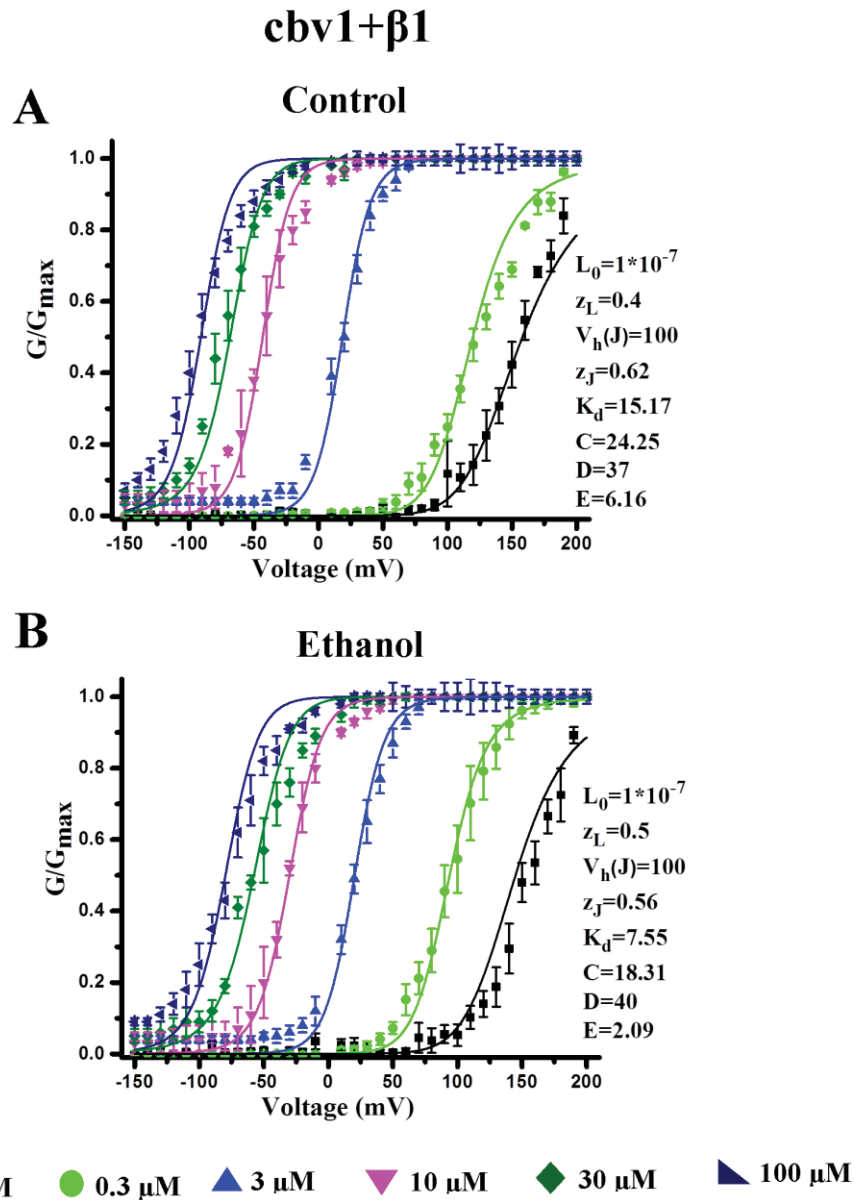 cbv1+β1
A
Control
G/Gmax
1.0
0.8
0.6
0.4
0.2
0.0
-150 -100 -50 0 50 100 150 200
Voltage (mV)
L0=1*10-7
zL=0.4
Vh(J)=100
zJ=0.62
Kd=15.17
C=24.25
D=37
E=6.16
B
Ethanol
G/Gmax
1.0
0.8
0.6
0.4
0.2
0.0
-150 -100 -50 0 50 100 150 200
Voltage (mV)
L0=1*10-7
zL=0.5
Vh(J)=100
zJ=0.56
Kd=7.55
C=18.31
D=40
E=2.09
0.3 μM 3 μM 10 μM 30 μM 100 μM